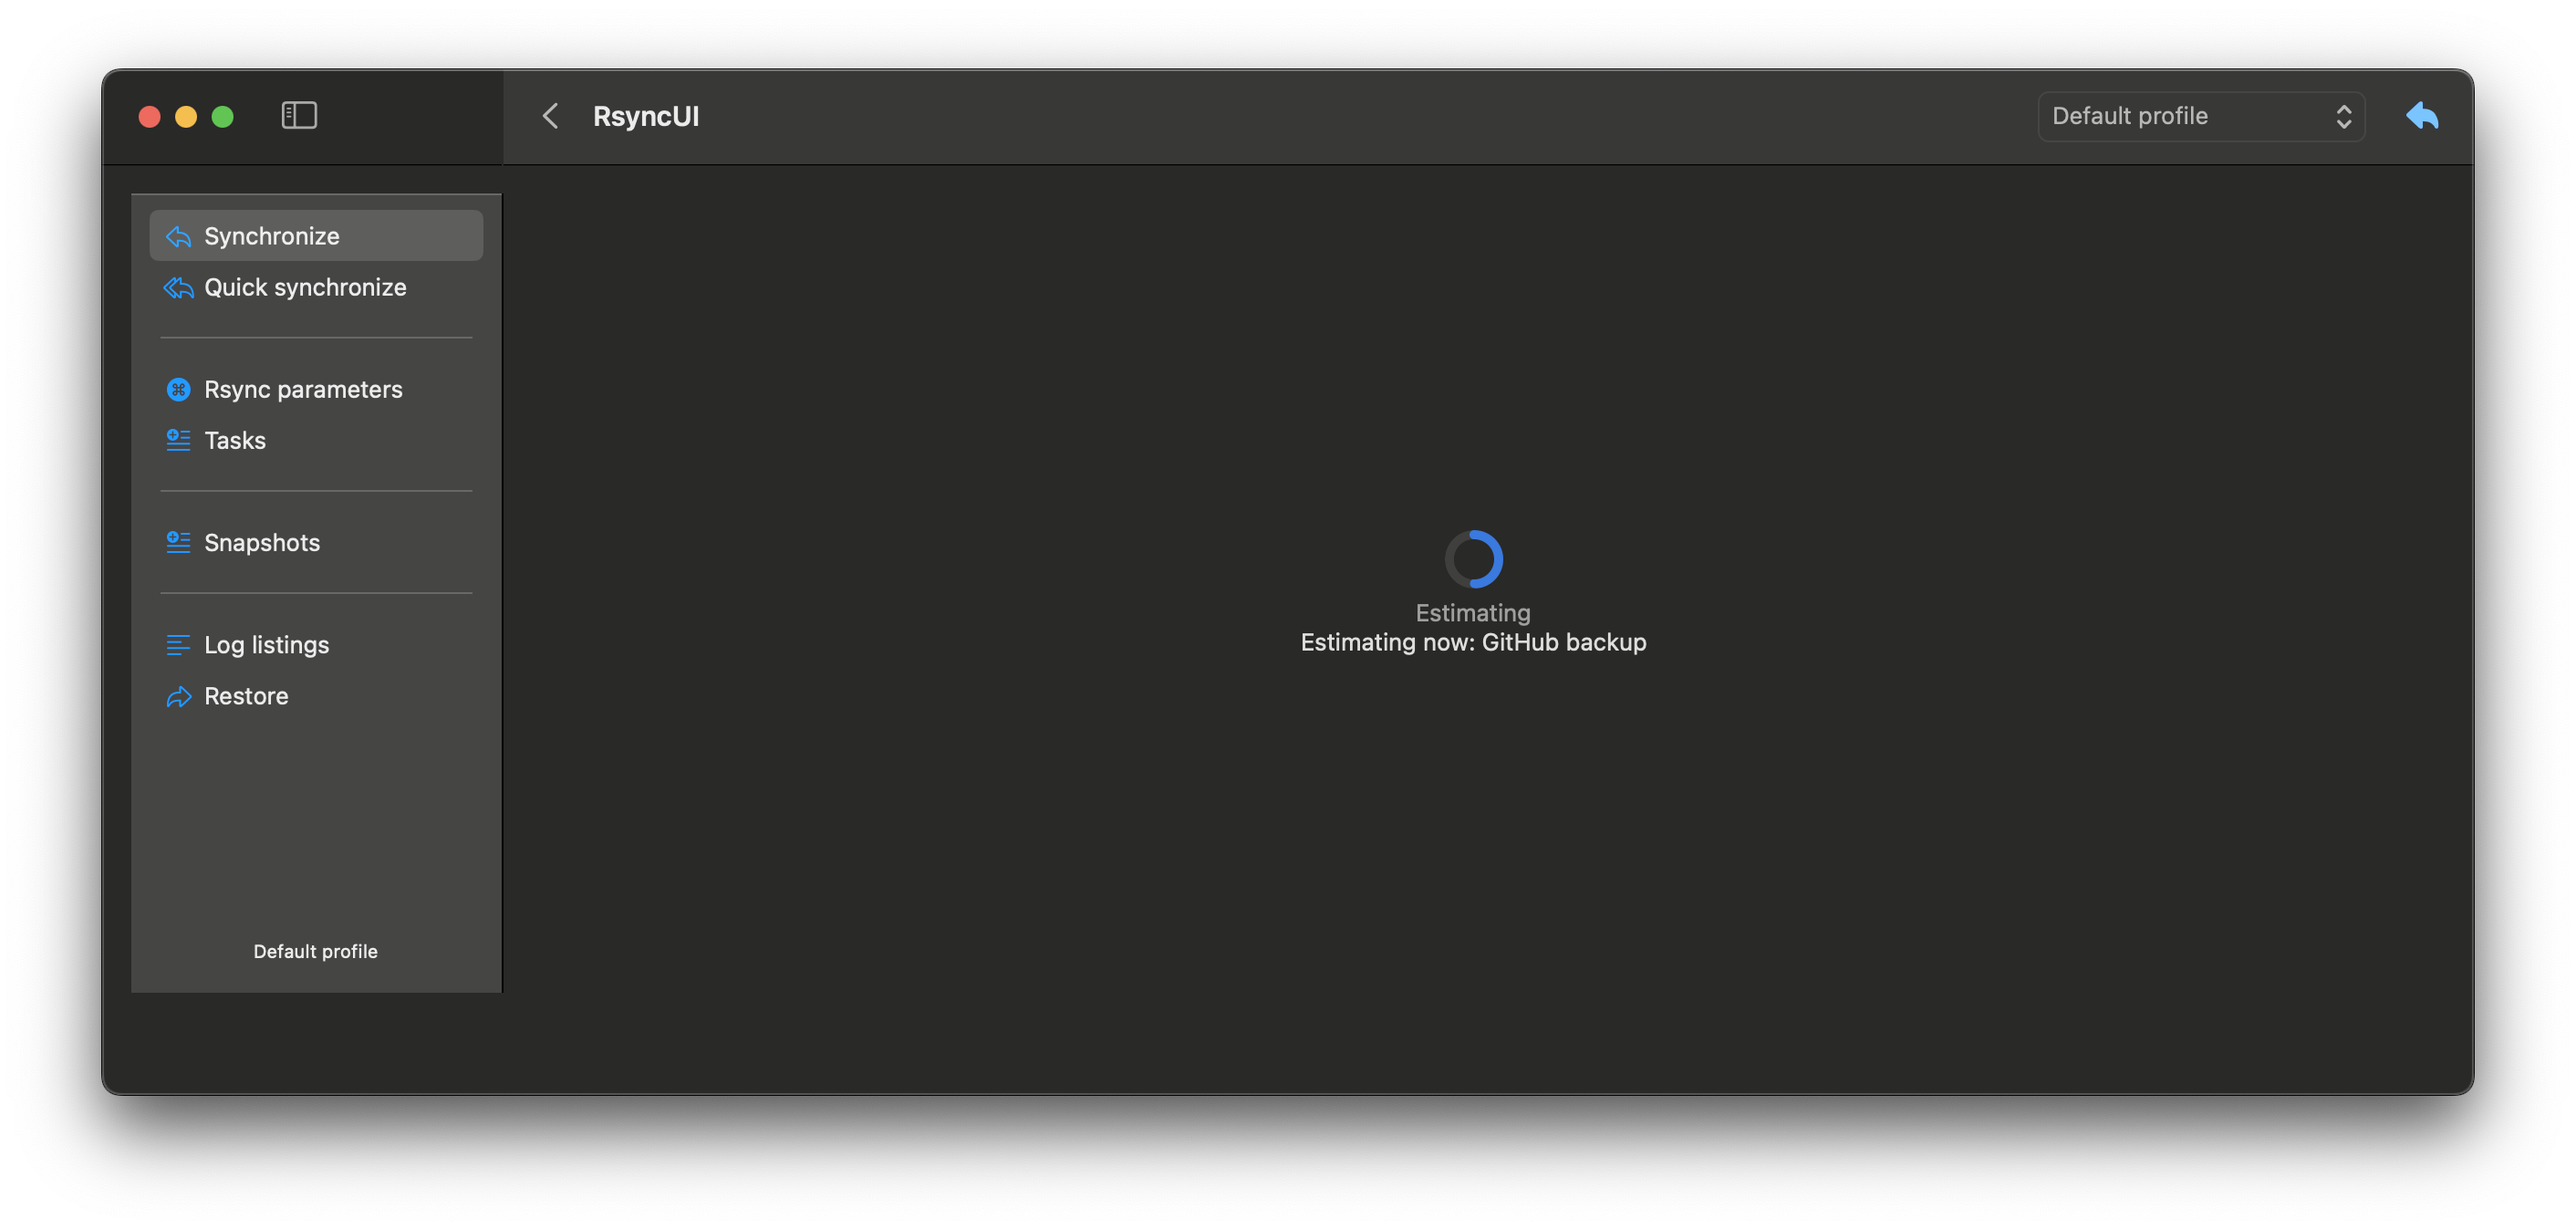 RsyncUI
Default profile
Synchronize
Quick synchronize
Rsync parameters
Tasks
Snapshots
Log listings
Restore
Default profile
Estimating
Estimating now: GitHub backup